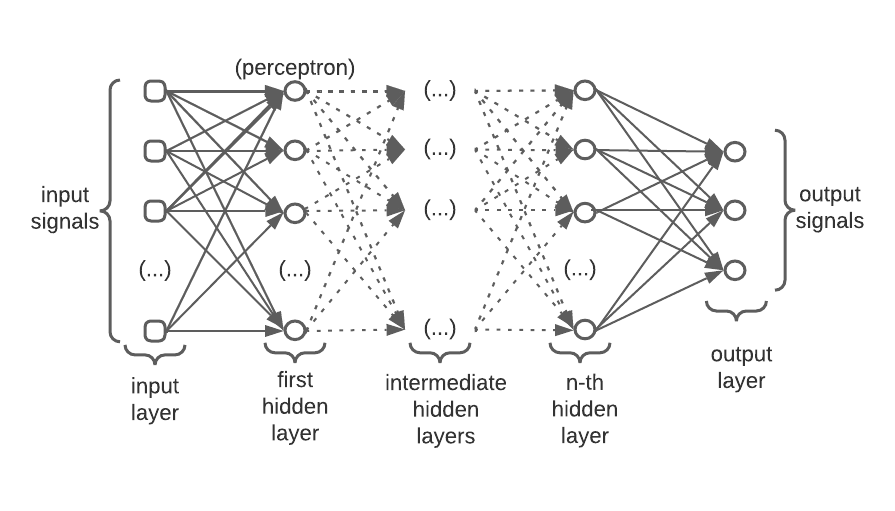 (perceptron)
input
signals
(...)
(...)
(...)
(...)
(...)
(...)
(...)
output
signals
input
layer
first
hidden
layer
intermediate
hidden
layers
n-th
hidden
layer
output
layer